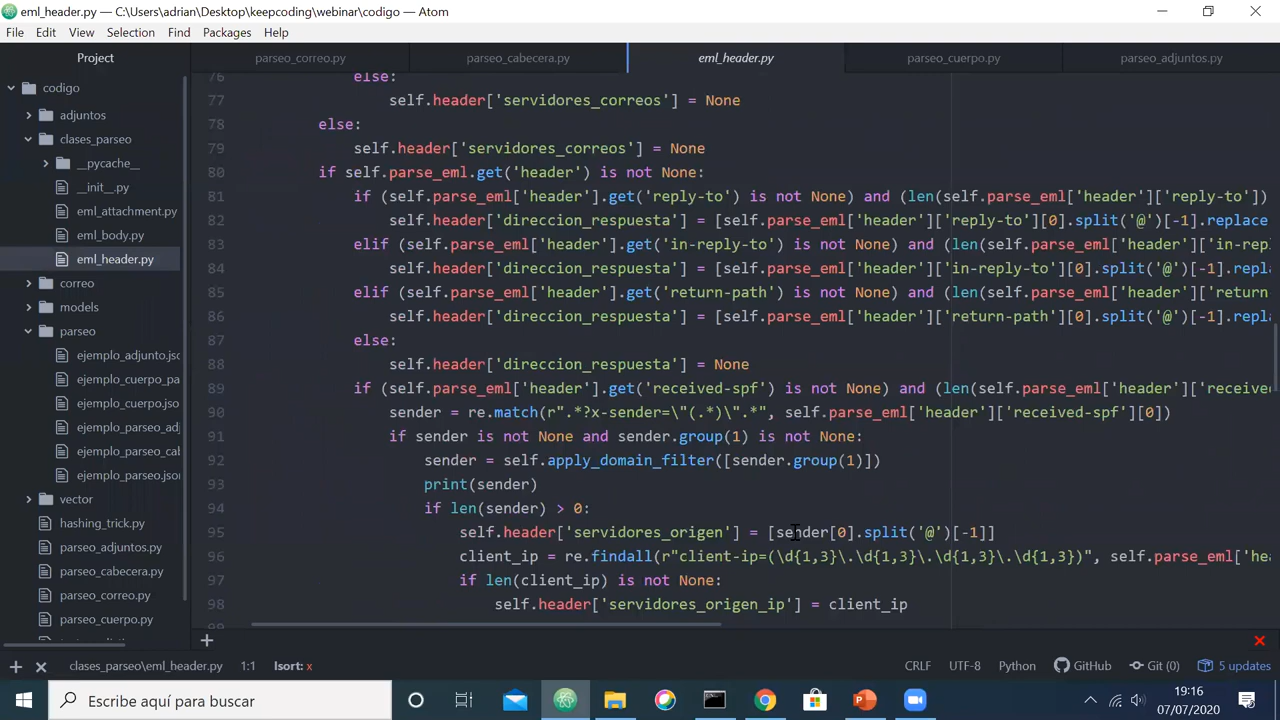 eml_header.py — C:\Users\adrian\Desktop\keepcoding\webinar\codigo — Atom
File Edit View Selection Find Packages Help
Project
parseo_correo.py
parseo_cabecera.py
eml_header.py
parseo_cuerpo.py
parseo_adjuntos.py
codigo
adjuntos
clases_parseo
__pycache__
__init__.py
eml_attachment.py
eml_body.py
eml_header.py
correo
models
parseo
ejemplo_adjunto.jsc
ejemplo_cuerpo_pa
ejemplo_cuerpo.jso
ejemplo_parseo_adj
ejemplo_parseo_cab
ejemplo_parseo.json
vector
hashing_trick.py
parseo_adjuntos.py
parseo_cabecera.py
parseo_correo.py
parseo_cuerpo.py
76 else:
77 self.header['servidores_correos'] = None
78 else:
79 self.header['servidores_correos'] = None
80 if self.parse_eml.get('header') is not None:
81 if (self.parse_eml['header'].get('reply-to') is not None) and (len(self.parse_eml['header']['reply-to'])
82 self.header['direccion_respuesta'] = [self.parse_eml['header']['reply-to'][0].split('@')[-1].replace
83 elif (self.parse_eml['header'].get('in-reply-to') is not None) and (len(self.parse_eml['header']['in-rep
84 self.header['direccion_respuesta'] = [self.parse_eml['header']['in-reply-to'][0].split('@')[-1].repla
85 elif (self.parse_eml['header'].get('return-path') is not None) and (len(self.parse_eml['header']['return-
86 self.header['direccion_respuesta'] = [self.parse_eml['header']['return-path'][0].split('@')[-1].repla
87 else:
88 self.header['direccion_respuesta'] = None
89 if (self.parse_eml['header'].get('received-spf') is not None) and (len(self.parse_eml['header']['receive
90 sender = re.match(r".*?x-sender=\"(.*)\".*", self.parse_eml['header']['received-spf'][0])
91 if sender is not None and sender.group(1) is not None:
92 sender = self.apply_domain_filter([sender.group(1)])
93 print(sender)
94 if len(sender) > 0:
95 self.header['servidores_origen'] = [sender[0].split('@')[-1]]
96 client_ip = re.findall(r"client-ip=(\d{1,3}\.\d{1,3}\.\d{1,3}\.\d{1,3})", self.parse_eml['hea
97 if len(client_ip) is not None:
98 self.header['servidores_origen_ip'] = client_ip
clases_parseo\eml_header.py 1:1 Isort: x CRLF UTF-8 Python GitHub Git (0) 5 updates
Escribe aquí para buscar
19:16
07/07/2020